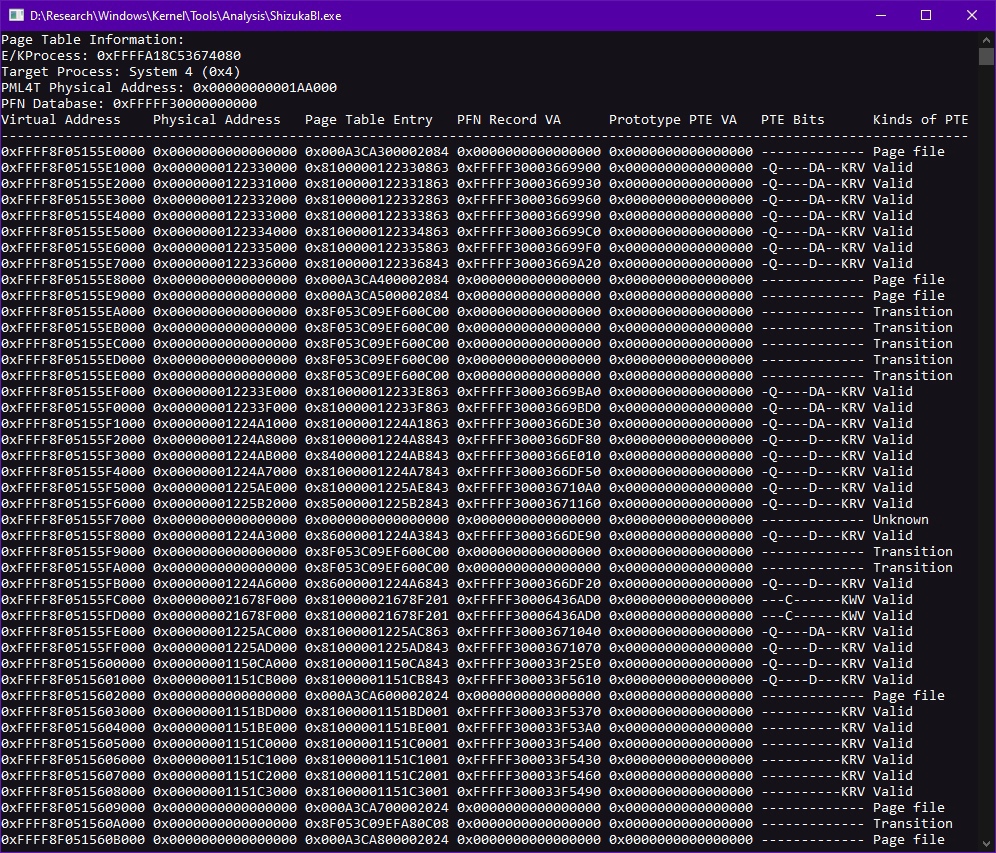 D:\Research\Windows\Kernel\Tools\Analysis\ShizukaBl.exe
Page Table Information:
E/KProcess: 0xFFFFA18C53674080
Target Process: System 4 (0x4)
PML4T Physical Address: 0x00000000001AA000
PFN Database: 0xFFFFF30000000000
Virtual Address    Physical Address   Page Table Entry   PFN Record VA      Prototype PTE VA   PTE Bits      Kinds of PTE
-------------------------------------------------------------------------------------------------------------------------
0xFFFF8F05155E0000 0x0000000000000000 0x000A3CA300002084 0x0000000000000000 0x0000000000000000 ------------- Page file
0xFFFF8F05155E1000 0x0000000122330000 0x8100000122330863 0xFFFFF30003669900 0x0000000000000000 -Q----DA--KRV Valid
0xFFFF8F05155E2000 0x0000000122331000 0x8100000122331863 0xFFFFF30003669930 0x0000000000000000 -Q----DA--KRV Valid
0xFFFF8F05155E3000 0x0000000122332000 0x8100000122332863 0xFFFFF30003669960 0x0000000000000000 -Q----DA--KRV Valid
0xFFFF8F05155E4000 0x0000000122333000 0x8100000122333863 0xFFFFF30003669990 0x0000000000000000 -Q----DA--KRV Valid
0xFFFF8F05155E5000 0x0000000122334000 0x8100000122334863 0xFFFFF300036699C0 0x0000000000000000 -Q----DA--KRV Valid
0xFFFF8F05155E6000 0x0000000122335000 0x8100000122335863 0xFFFFF300036699F0 0x0000000000000000 -Q----DA--KRV Valid
0xFFFF8F05155E7000 0x0000000122336000 0x8100000122336843 0xFFFFF30003669A20 0x0000000000000000 -Q----D---KRV Valid
0xFFFF8F05155E8000 0x0000000000000000 0x000A3CA400002084 0x0000000000000000 0x0000000000000000 ------------- Page file
0xFFFF8F05155E9000 0x0000000000000000 0x000A3CA500002084 0x0000000000000000 0x0000000000000000 ------------- Page file
0xFFFF8F05155EA000 0x0000000000000000 0x8F053C09EF600C00 0x0000000000000000 0x0000000000000000 ------------- Transition
0xFFFF8F05155EB000 0x0000000000000000 0x8F053C09EF600C00 0x0000000000000000 0x0000000000000000 ------------- Transition
0xFFFF8F05155EC000 0x0000000000000000 0x8F053C09EF600C00 0x0000000000000000 0x0000000000000000 ------------- Transition
0xFFFF8F05155ED000 0x0000000000000000 0x8F053C09EF600C00 0x0000000000000000 0x0000000000000000 ------------- Transition
0xFFFF8F05155EE000 0x0000000000000000 0x8F053C09EF600C00 0x0000000000000000 0x0000000000000000 ------------- Transition
0xFFFF8F05155EF000 0x000000012233E000 0x810000012233E863 0xFFFFF30003669BA0 0x0000000000000000 -Q----DA--KRV Valid
0xFFFF8F05155F0000 0x000000012233F000 0x810000012233F863 0xFFFFF30003669BD0 0x0000000000000000 -Q----DA--KRV Valid
0xFFFF8F05155F1000 0x00000001224A1000 0x81000001224A1863 0xFFFFF3000366DE30 0x0000000000000000 -Q----DA--KRV Valid
0xFFFF8F05155F2000 0x00000001224A8000 0x81000001224A8843 0xFFFFF3000366DF80 0x0000000000000000 -Q----D---KRV Valid
0xFFFF8F05155F3000 0x00000001224AB000 0x84000001224AB843 0xFFFFF3000366E010 0x0000000000000000 -Q----D---KRV Valid
0xFFFF8F05155F4000 0x00000001224A7000 0x81000001224A7843 0xFFFFF3000366DF50 0x0000000000000000 -Q----D---KRV Valid
0xFFFF8F05155F5000 0x00000001225AE000 0x81000001225AE843 0xFFFFF300036710A0 0x0000000000000000 -Q----D---KRV Valid
0xFFFF8F05155F6000 0x00000001225B2000 0x85000001225B2843 0xFFFFF30003671160 0x0000000000000000 -Q----D---KRV Valid
0xFFFF8F05155F7000 0x0000000000000000 0x0000000000000000 0x0000000000000000 0x0000000000000000 ------------- Unknown
0xFFFF8F05155F8000 0x00000001224A3000 0x86000001224A3843 0xFFFFF3000366DE90 0x0000000000000000 -Q----D---KRV Valid
0xFFFF8F05155F9000 0x0000000000000000 0x8F053C09EF600C00 0x0000000000000000 0x0000000000000000 ------------- Transition
0xFFFF8F05155FA000 0x0000000000000000 0x8F053C09EF600C00 0x0000000000000000 0x0000000000000000 ------------- Transition
0xFFFF8F05155FB000 0x00000001224A6000 0x86000001224A6843 0xFFFFF3000366DF20 0x0000000000000000 -Q----D---KRV Valid
0xFFFF8F05155FC000 0x000000021678F000 0x810000021678F201 0xFFFFF30006436AD0 0x0000000000000000 ---C------KWV Valid
0xFFFF8F05155FD000 0x000000021678F000 0x810000021678F201 0xFFFFF30006436AD0 0x0000000000000000 ---C------KWV Valid
0xFFFF8F05155FE000 0x00000001225AC000 0x81000001225AC863 0xFFFFF30003671040 0x0000000000000000 -Q----DA--KRV Valid
0xFFFF8F05155FF000 0x00000001225AD000 0x81000001225AD843 0xFFFFF30003671070 0x0000000000000000 -Q----D---KRV Valid
0xFFFF8F0515600000 0x00000001150CA000 0x81000001150CA843 0xFFFFF300033F25E0 0x0000000000000000 -Q----D---KRV Valid
0xFFFF8F0515601000 0x00000001151CB000 0x81000001151CB843 0xFFFFF300033F5610 0x0000000000000000 -Q----D---KRV Valid
0xFFFF8F0515602000 0x0000000000000000 0x000A3CA600002024 0x0000000000000000 0x0000000000000000 ------------- Page file
0xFFFF8F0515603000 0x00000001151BD000 0x81000001151BD001 0xFFFFF300033F5370 0x0000000000000000 ----------KRV Valid
0xFFFF8F0515604000 0x00000001151BE000 0x81000001151BE001 0xFFFFF300033F53A0 0x0000000000000000 ----------KRV Valid
0xFFFF8F0515605000 0x00000001151C0000 0x81000001151C0001 0xFFFFF300033F5400 0x0000000000000000 ----------KRV Valid
0xFFFF8F0515606000 0x00000001151C1000 0x81000001151C1001 0xFFFFF300033F5430 0x0000000000000000 ----------KRV Valid
0xFFFF8F0515607000 0x00000001151C2000 0x81000001151C2001 0xFFFFF300033F5460 0x0000000000000000 ----------KRV Valid
0xFFFF8F0515608000 0x00000001151C3000 0x81000001151C3001 0xFFFFF300033F5490 0x0000000000000000 ----------KRV Valid
0xFFFF8F0515609000 0x0000000000000000 0x000A3CA700002024 0x0000000000000000 0x0000000000000000 ------------- Page file
0xFFFF8F051560A000 0x0000000000000000 0x8F053C09EFA80C08 0x0000000000000000 0x0000000000000000 ------------- Transition
0xFFFF8F051560B000 0x0000000000000000 0x000A3CA800002024 0x0000000000000000 0x0000000000000000 ------------- Page file